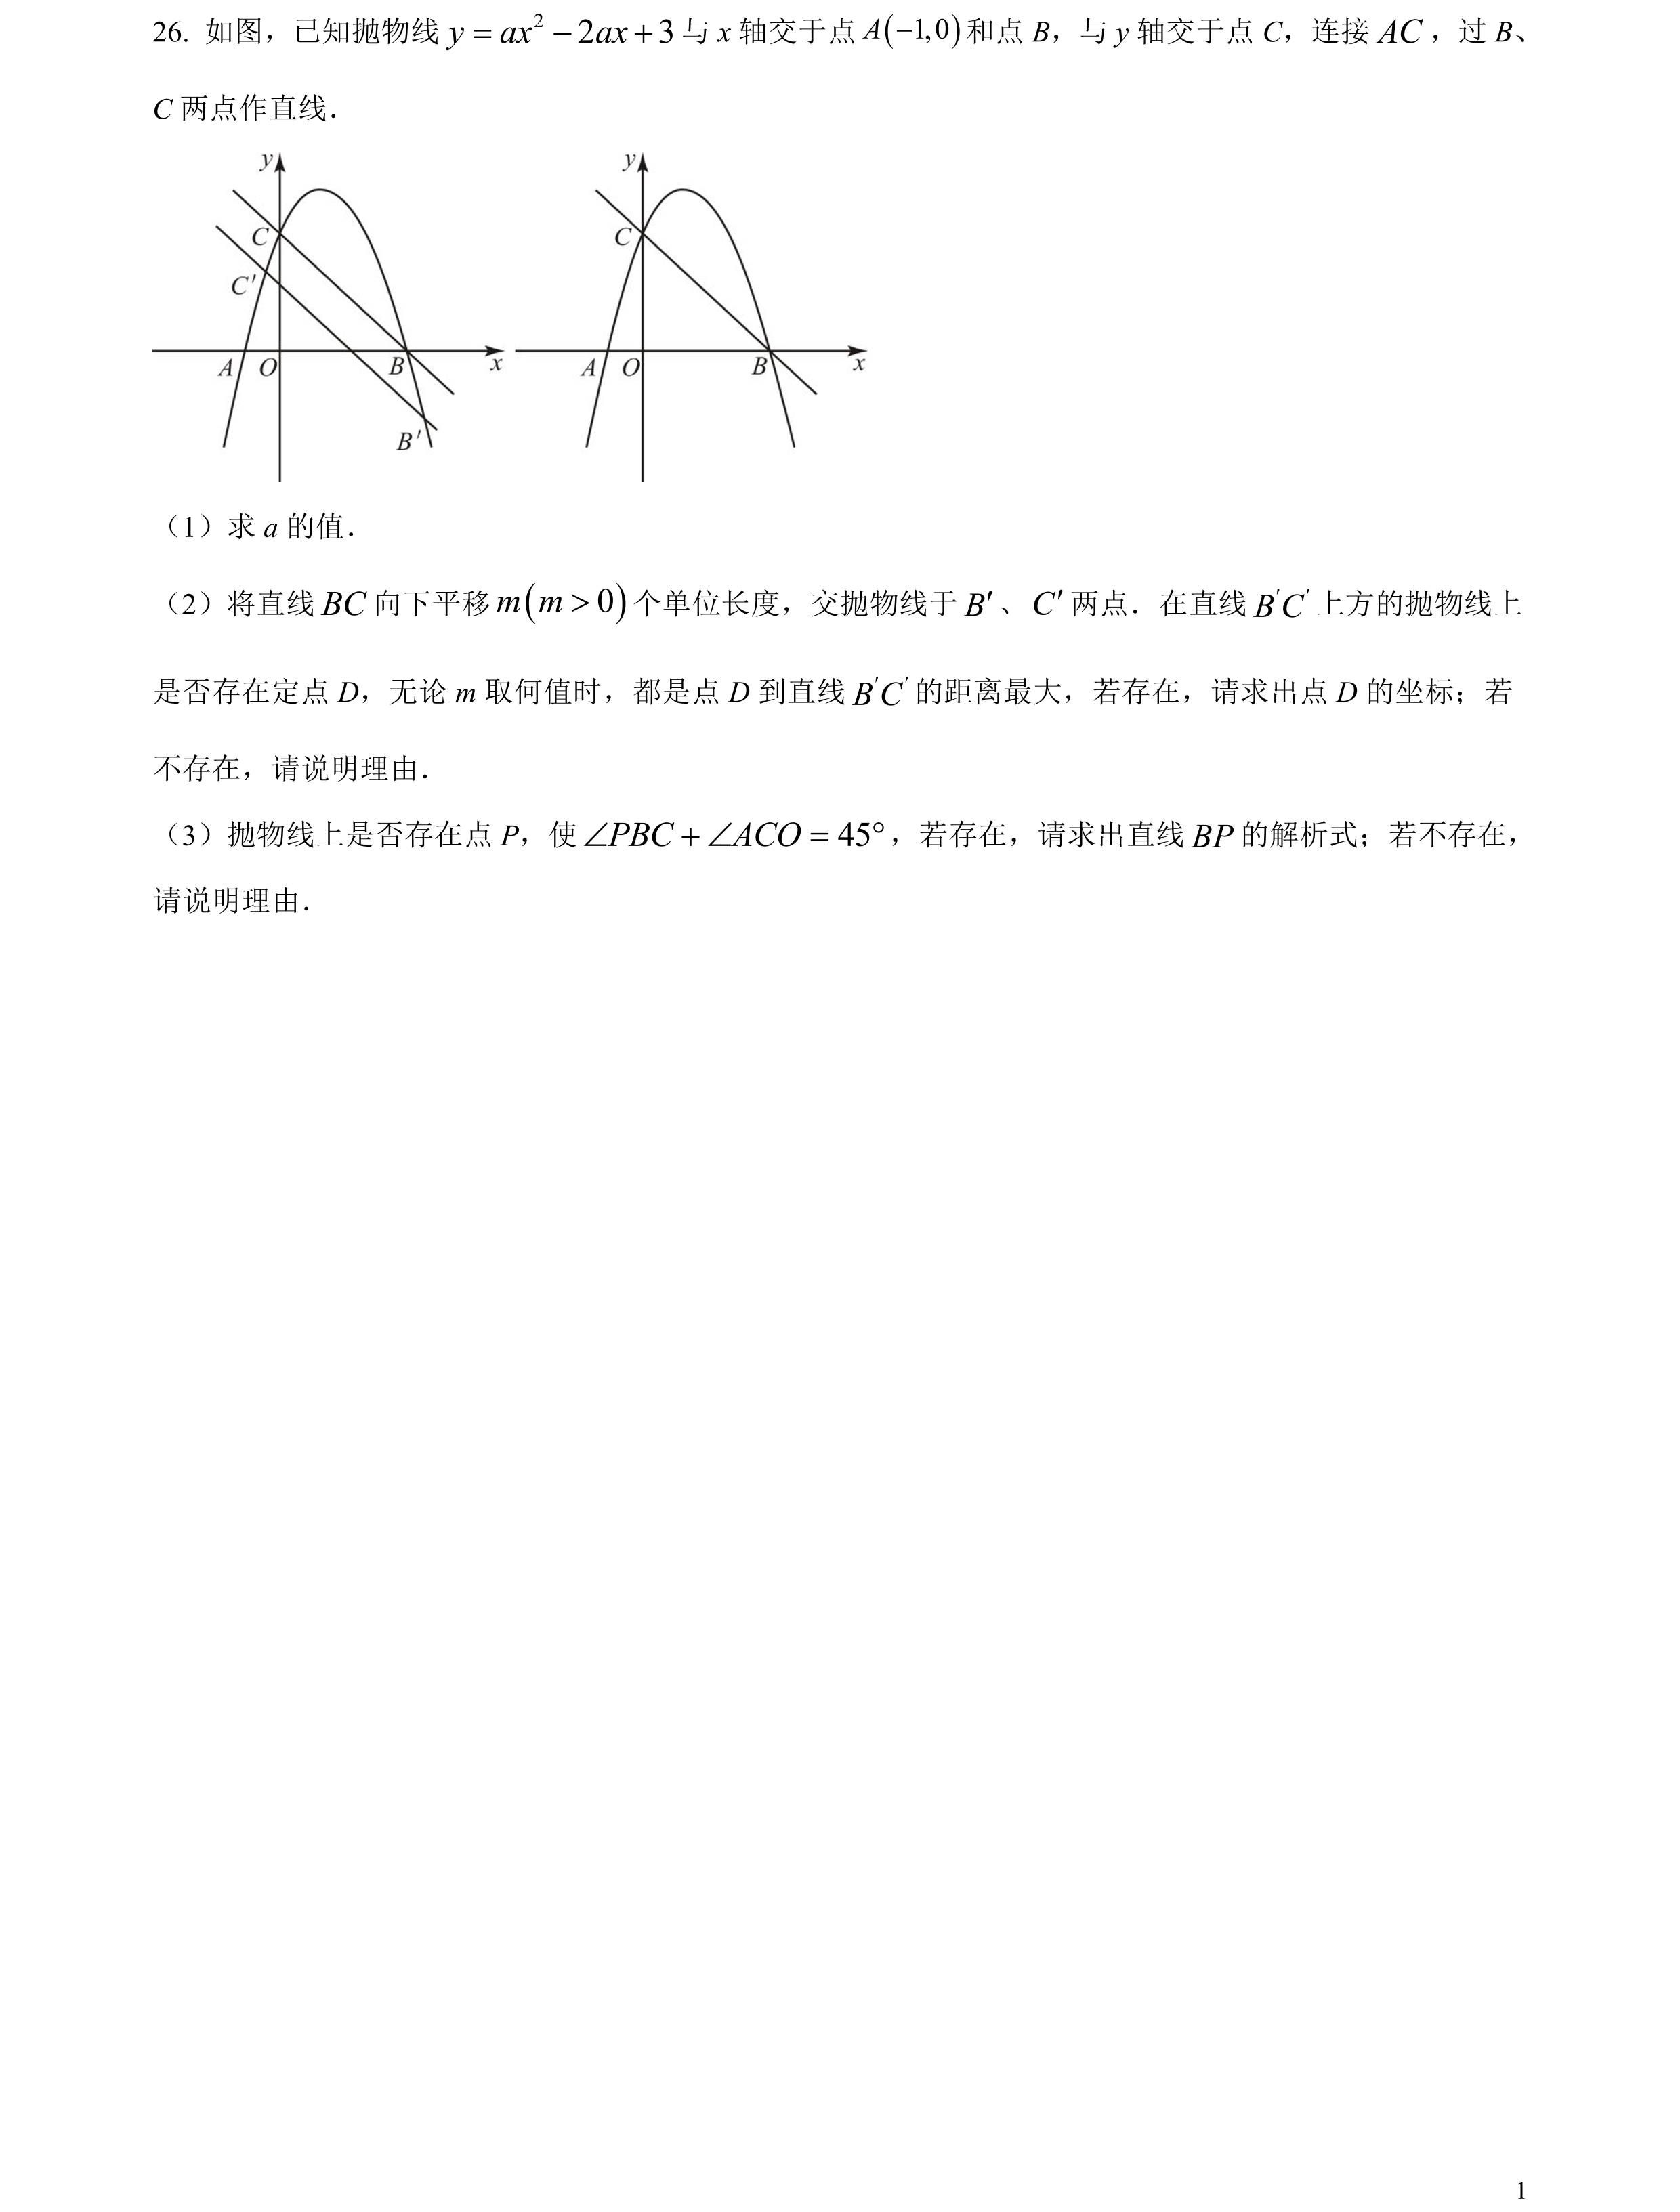 26. 如图，已知抛物线 y = ax² − 2ax + 3 与 x 轴交于点 A(−1,0) 和点 B，与 y 轴交于点 C，连接 AC ，过 B、
C 两点作直线．
y
C
C′
A
O
B
x
B′
y
C
A
O
B
x
（1）求 a 的值．
（2）将直线 BC 向下平移 m(m > 0) 个单位长度，交抛物线于 B′ 、 C′ 两点．在直线 B′C′ 上方的抛物线上
是否存在定点 D，无论 m 取何值时，都是点 D 到直线 B′C′ 的距离最大，若存在，请求出点 D 的坐标；若
不存在，请说明理由．
（3）抛物线上是否存在点 P，使 ∠PBC + ∠ACO = 45°，若存在，请求出直线 BP 的解析式；若不存在，
请说明理由．
1